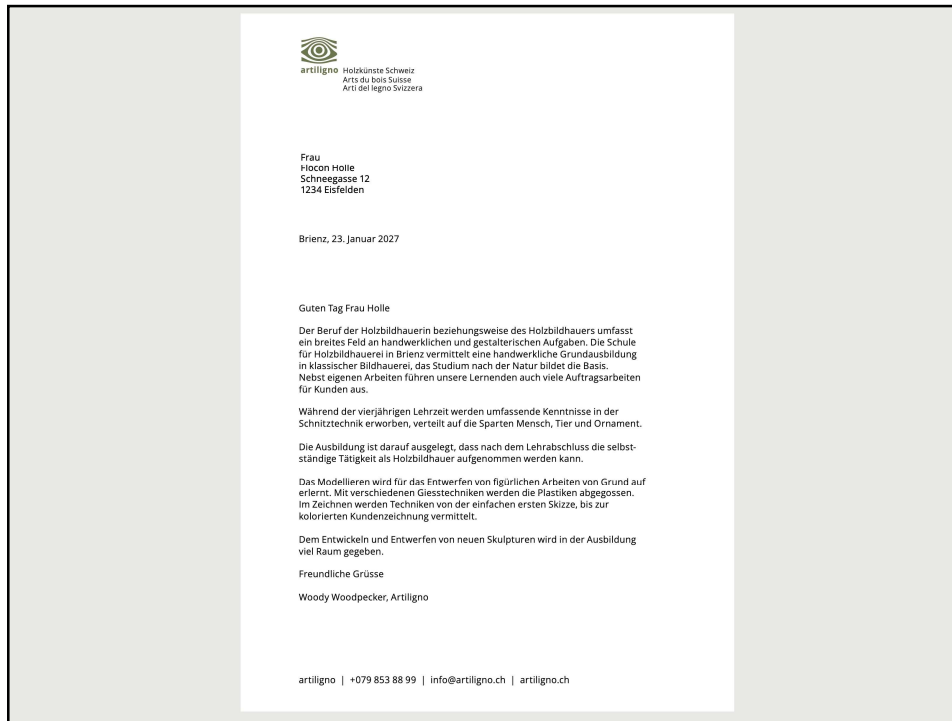 artiligno Holzkünste Schweiz
Arts du bois Suisse
Arti del legno Svizzera
Frau
Flocon Holle
Schneegasse 12
1234 Eisfelden
Brienz, 23. Januar 2027
Guten Tag Frau Holle
Der Beruf der Holzbildhauerin beziehungsweise des Holzbildhauers umfasst
ein breites Feld an handwerklichen und gestalterischen Aufgaben. Die Schule
für Holzbildhauerei in Brienz vermittelt eine handwerkliche Grundausbildung
in klassischer Bildhauerei, das Studium nach der Natur bildet die Basis.
Nebst eigenen Arbeiten führen unsere Lernenden auch viele Auftragsarbeiten
für Kunden aus.
Während der vierjährigen Lehrzeit werden umfassende Kenntnisse in der
Schnitztechnik erworben, verteilt auf die Sparten Mensch, Tier und Ornament.
Die Ausbildung ist darauf ausgelegt, dass nach dem Lehrabschluss die selbst-
ständige Tätigkeit als Holzbildhauer aufgenommen werden kann.
Das Modellieren wird für das Entwerfen von figürlichen Arbeiten von Grund auf
erlernt. Mit verschiedenen Giesstechniken werden die Plastiken abgegossen.
Im Zeichnen werden Techniken von der einfachen ersten Skizze, bis zur
kolorierten Kundenzeichnung vermittelt.
Dem Entwickeln und Entwerfen von neuen Skulpturen wird in der Ausbildung
viel Raum gegeben.
Freundliche Grüsse
Woody Woodpecker, Artiligno
artiligno | +079 853 88 99 | info@artiligno.ch | artiligno.ch